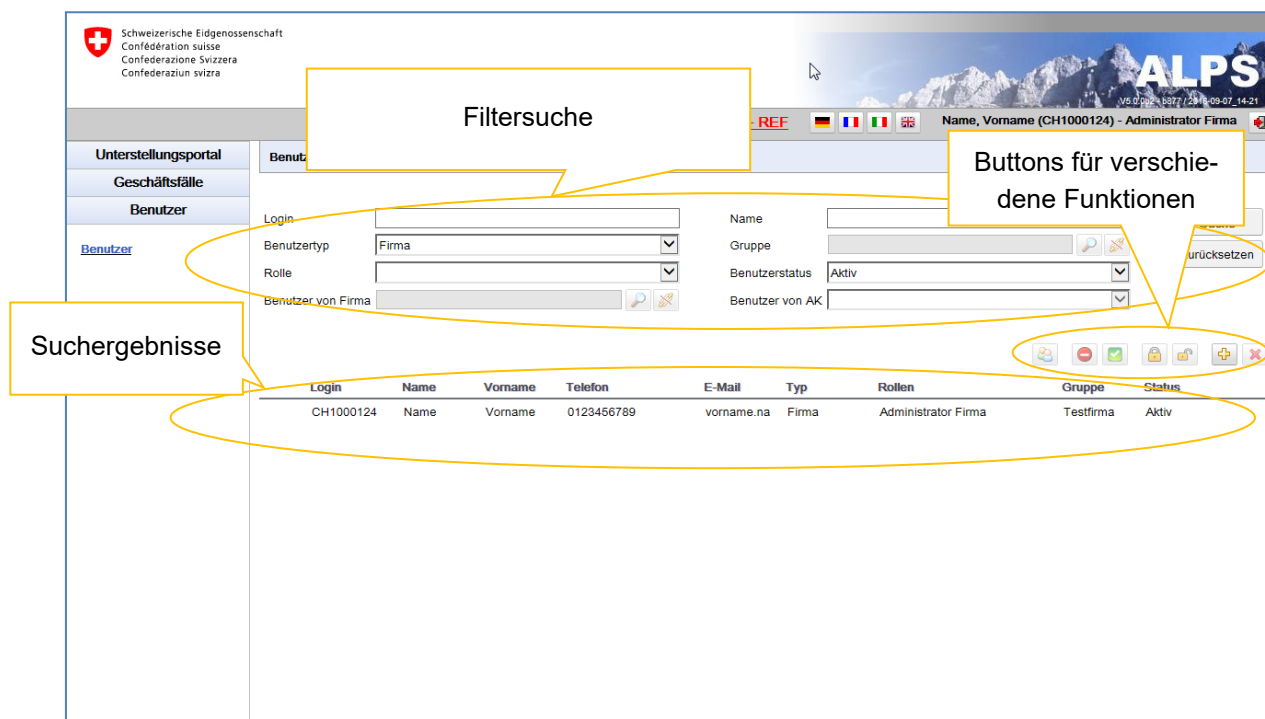 Schweizerische Eidgenossenschaft
Confédération suisse
Confederazione Svizzera
Confederaziun svizra
ALPS
Filtersuche
REF
Name, Vorname (CH1000124) - Administrator Firma
Unterstellungsportal
Geschäftsfälle
Benutzer
Benutzer
Buttons für verschie-
dene Funktionen
Login
Name
Benutzertyp Firma
Gruppe
Rolle
Benutzerstatus Aktiv
Benutzer von Firma
Benutzer von AK
urücksetzen
Suchergebnisse
Login Name Vorname Telefon E-Mail Typ Rollen Gruppe Status
CH1000124 Name Vorname 0123456789 vorname.na Firma Administrator Firma Testfirma Aktiv